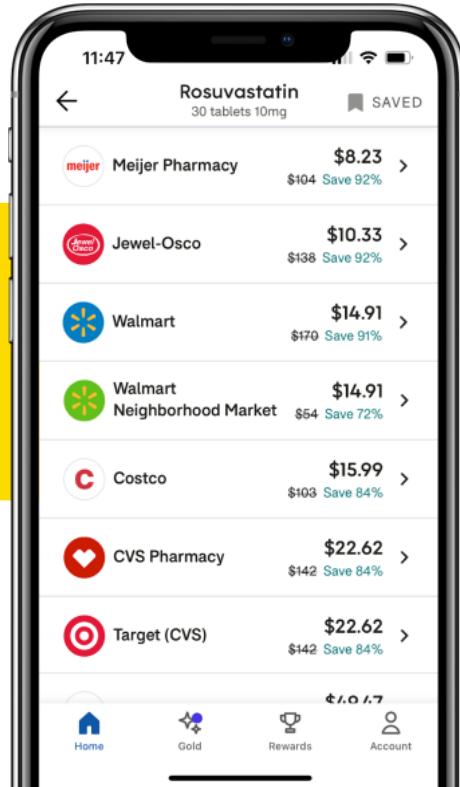 11:47
Rosuvastatin
30 tablets 10mg
SAVED
meijer
Meijer Pharmacy
$8.23
$104 Save 92%
Jewel Osco
Jewel-Osco
$10.33
$138 Save 92%
Walmart
$14.91
$170 Save 91%
Walmart
Neighborhood Market
$14.91
$54 Save 72%
C
Costco
$15.99
$103 Save 84%
CVS Pharmacy
$22.62
$142 Save 84%
Target (CVS)
$22.62
$142 Save 84%
Home
Gold
Rewards
Account